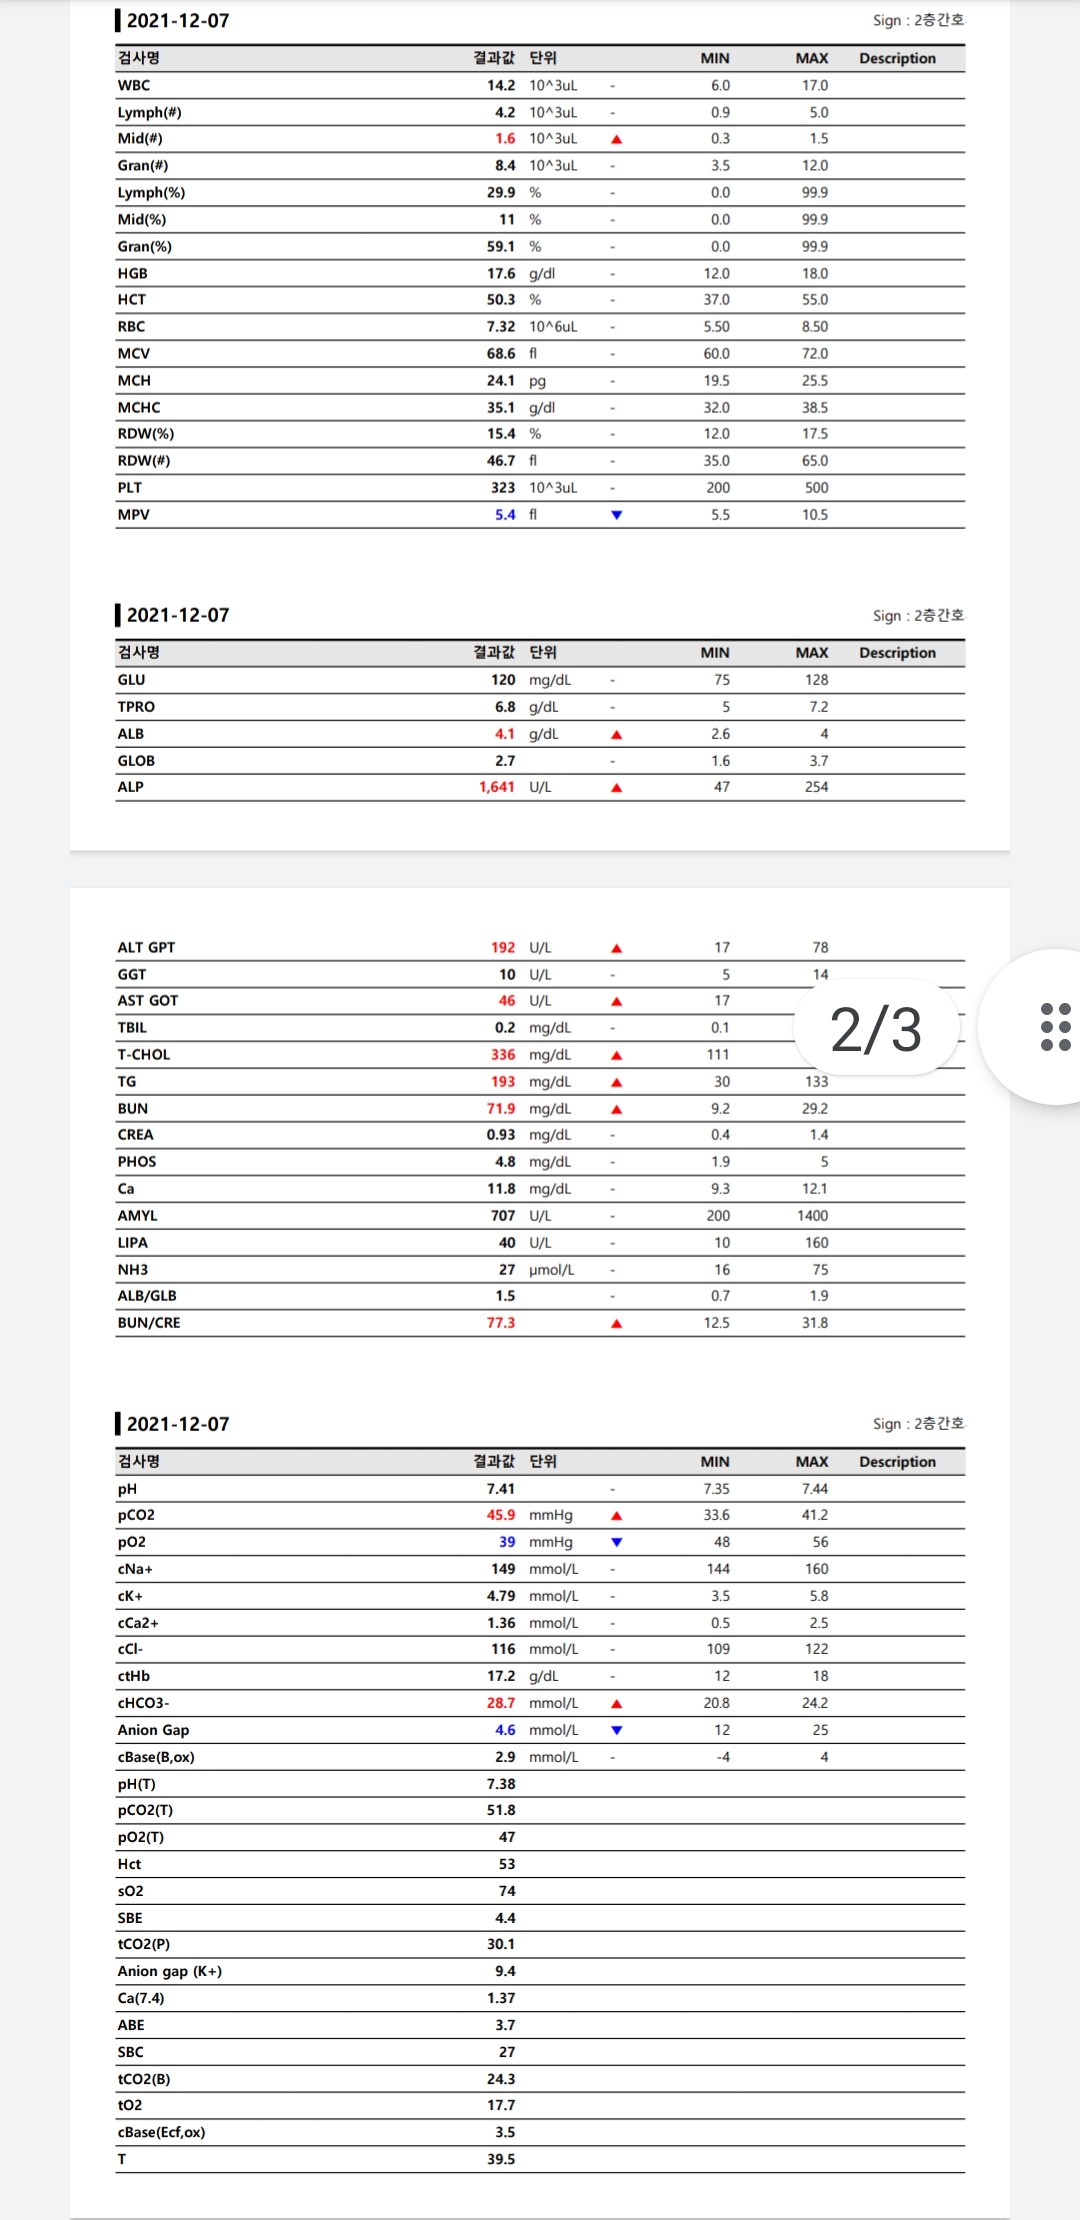 2021-12-07 Sign : 2층간호
검사명 결과값 단위 MIN MAX Description
WBC 14.2 10^3uL - 6.0 17.0
Lymph(#) 4.2 10^3uL - 0.9 5.0
Mid(#) 1.6 10^3uL ▲ 0.3 1.5
Gran(#) 8.4 10^3uL - 3.5 12.0
Lymph(%) 29.9 % - 0.0 99.9
Mid(%) 11 % - 0.0 99.9
Gran(%) 59.1 % - 0.0 99.9
HGB 17.6 g/dl - 12.0 18.0
HCT 50.3 % - 37.0 55.0
RBC 7.32 10^6uL - 5.50 8.50
MCV 68.6 fl - 60.0 72.0
MCH 24.1 pg - 19.5 25.5
MCHC 35.1 g/dl - 32.0 38.5
RDW(%) 15.4 % - 12.0 17.5
RDW(#) 46.7 fl - 35.0 65.0
PLT 323 10^3uL - 200 500
MPV 5.4 fl ▼ 5.5 10.5
2021-12-07 Sign : 2층간호
검사명 결과값 단위 MIN MAX Description
GLU 120 mg/dL - 75 128
TPRO 6.8 g/dL - 5 7.2
ALB 4.1 g/dL ▲ 2.6 4
GLOB 2.7 - 1.6 3.7
ALP 1,641 U/L ▲ 47 254
ALT GPT 192 U/L ▲ 17 78
GGT 10 U/L - 5 14
AST GOT 46 U/L ▲ 17
TBIL 0.2 mg/dL - 0.1
2/3
T-CHOL 336 mg/dL ▲ 111
TG 193 mg/dL ▲ 30 133
BUN 71.9 mg/dL ▲ 9.2 29.2
CREA 0.93 mg/dL - 0.4 1.4
PHOS 4.8 mg/dL - 1.9 5
Ca 11.8 mg/dL - 9.3 12.1
AMYL 707 U/L - 200 1400
LIPA 40 U/L - 10 160
NH3 27 µmol/L - 16 75
ALB/GLB 1.5 - 0.7 1.9
BUN/CRE 77.3 ▲ 12.5 31.8
2021-12-07 Sign : 2층간호
검사명 결과값 단위 MIN MAX Description
pH 7.41 - 7.35 7.44
pCO2 45.9 mmHg ▲ 33.6 41.2
pO2 39 mmHg ▼ 48 56
cNa+ 149 mmol/L - 144 160
cK+ 4.79 mmol/L - 3.5 5.8
cCa2+ 1.36 mmol/L - 0.5 2.5
cCl- 116 mmol/L - 109 122
ctHb 17.2 g/dL - 12 18
cHCO3- 28.7 mmol/L ▲ 20.8 24.2
Anion Gap 4.6 mmol/L ▼ 12 25
cBase(B,ox) 2.9 mmol/L - -4 4
pH(T) 7.38
pCO2(T) 51.8
pO2(T) 47
Hct 53
sO2 74
SBE 4.4
tCO2(P) 30.1
Anion gap (K+) 9.4
Ca(7.4) 1.37
ABE 3.7
SBC 27
tCO2(B) 24.3
tO2 17.7
cBase(Ecf,ox) 3.5
T 39.5